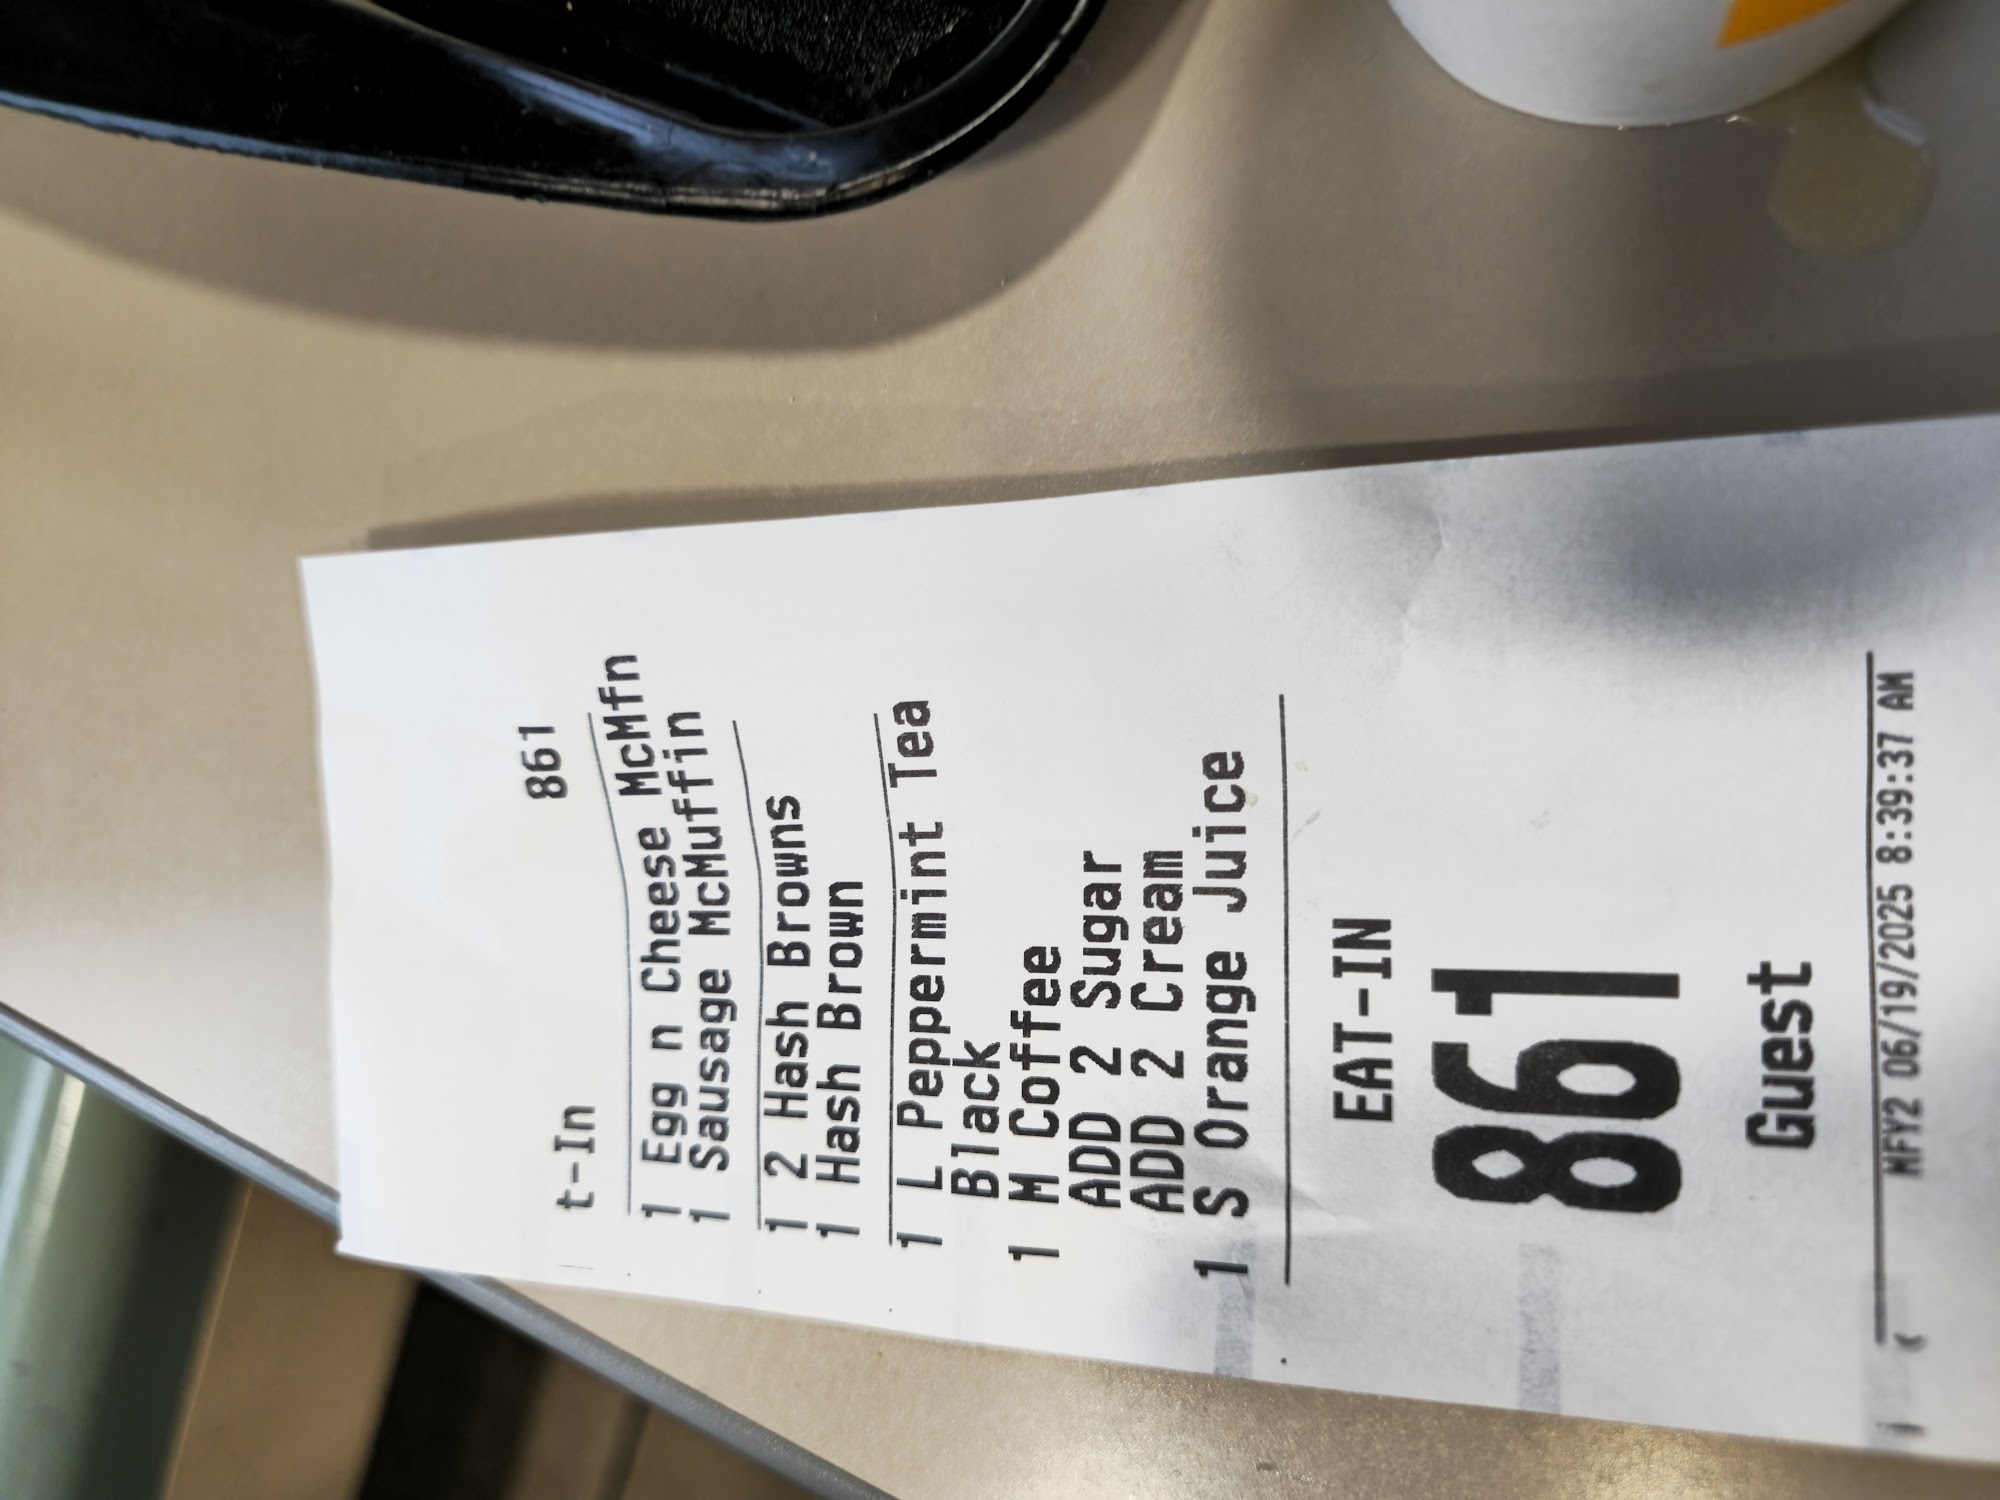 t-In 861
1 Egg n Cheese McMfn
1 Sausage McMuffin
1 2 Hash Browns
1 Hash Brown
1 L Peppermint Tea
Black
1 M Coffee
ADD 2 Sugar
ADD 2 Cream
1 S Orange Juice
EAT-IN
861
Guest
MFY2 06/19/2025 8:39:37 AM